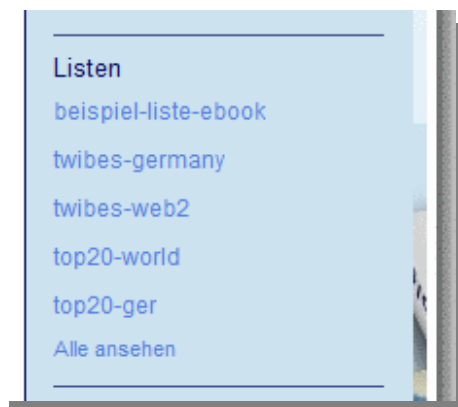 Listen
beispiel-liste-ebook
twibes-germany
twibes-web2
top20-world
top20-ger
Alle ansehen